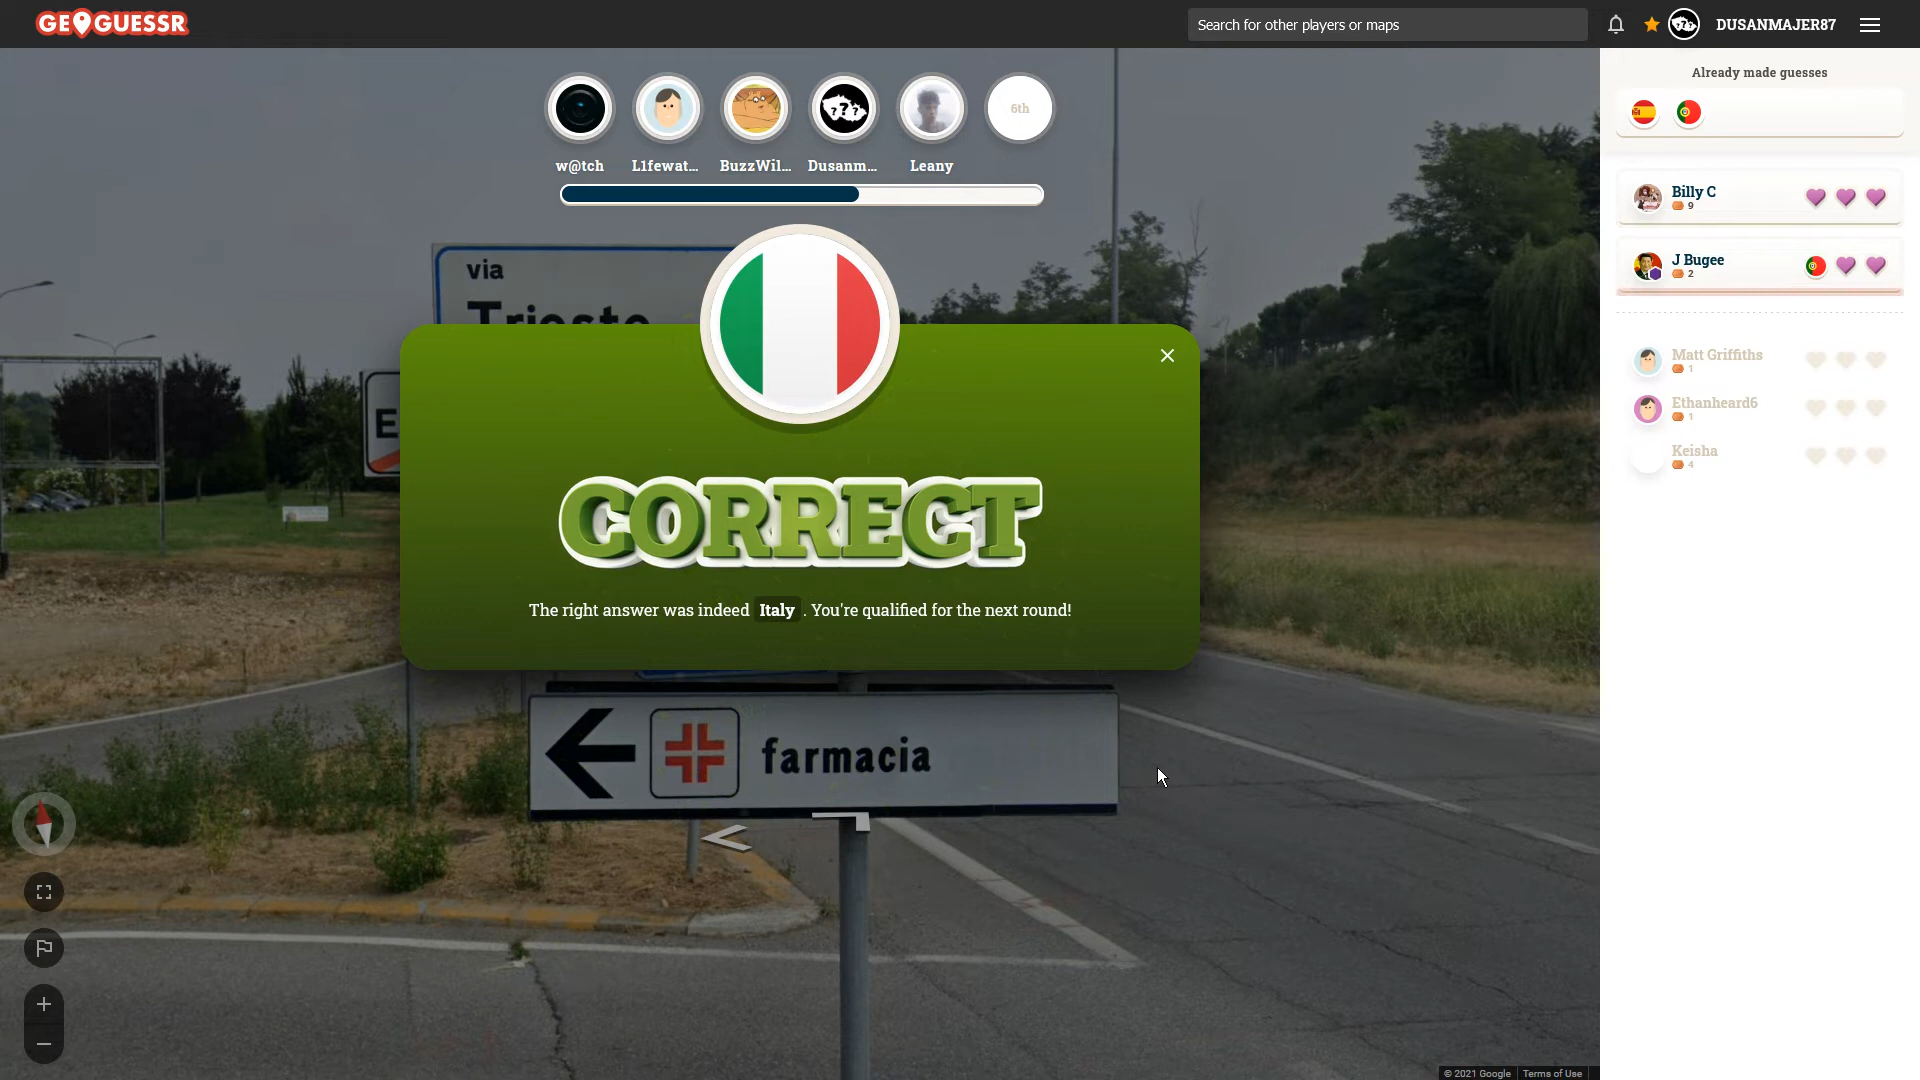 GEOGUESSR
Search for other players or maps
DUSANMAJER87
w@tch
L1fewat...
BuzzWil...
Dusanm...
Leany
6th
via
Trieste
E
CORRECT
The right answer was indeed Italy . You're qualified for the next round!
farmacia
© 2021 Google
Terms of Use
Already made guesses
Billy C
9
J Bugee
2
Matt Griffiths
1
Ethanheard6
1
Keisha
4